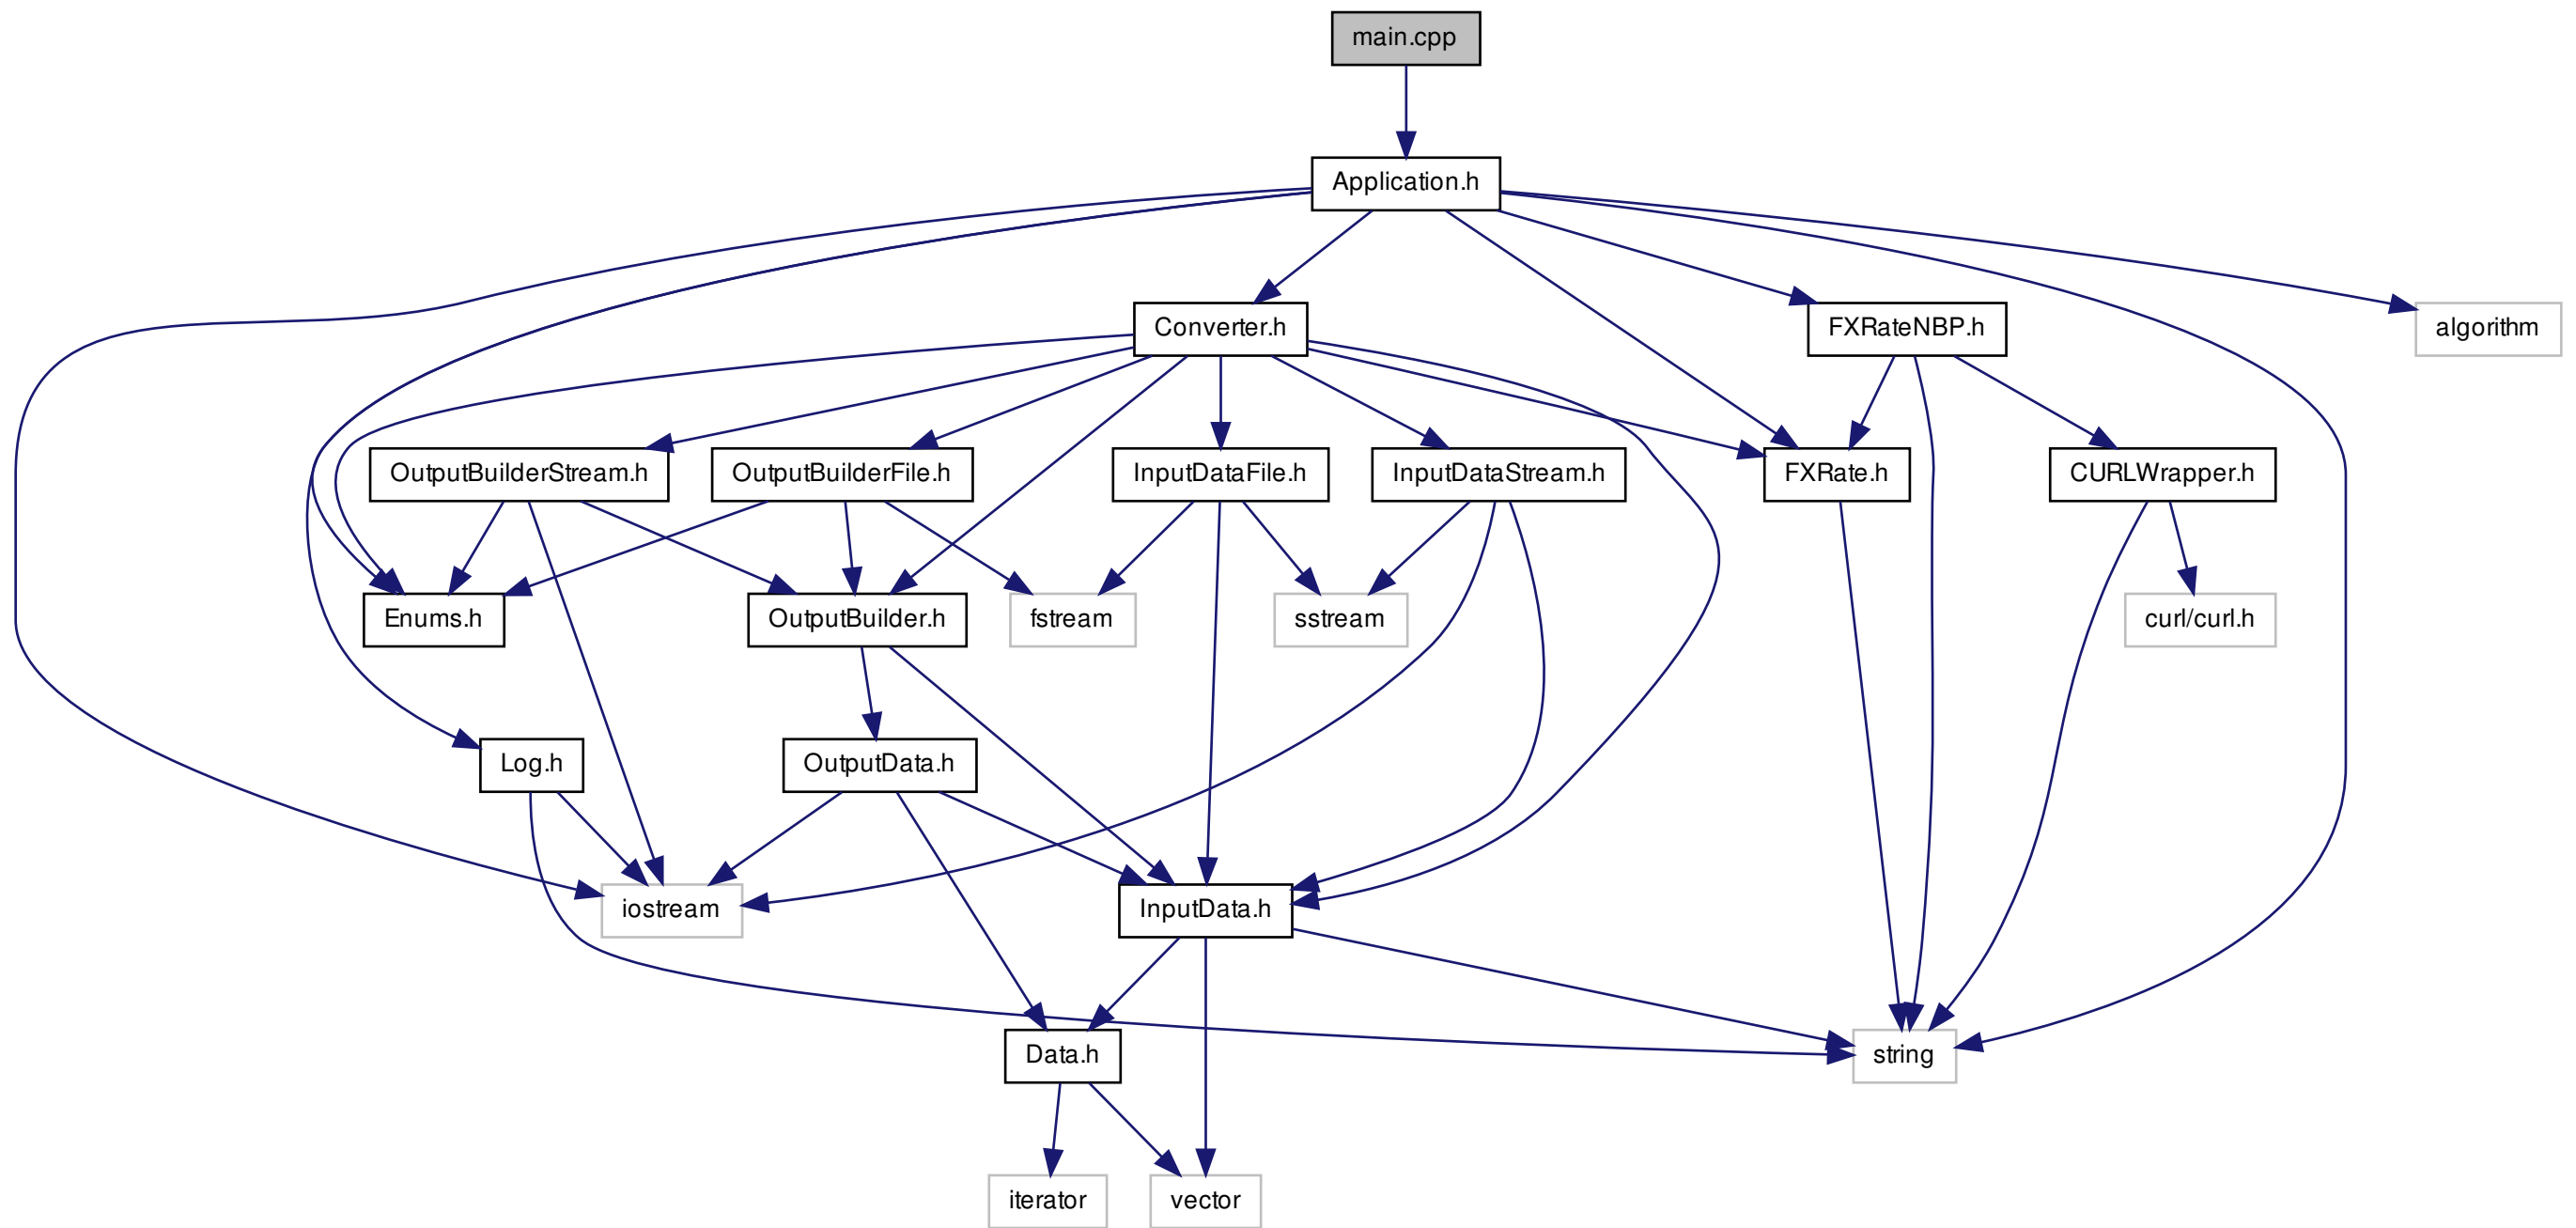 main.cpp
Application.h
Converter.h
FXRateNBP.h
algorithm
OutputBuilderStream.h
OutputBuilderFile.h
InputDataFile.h
InputDataStream.h
FXRate.h
CURLWrapper.h
Enums.h
OutputBuilder.h
fstream
sstream
curl/curl.h
Log.h
OutputData.h
iostream
InputData.h
Data.h
string
iterator
vector